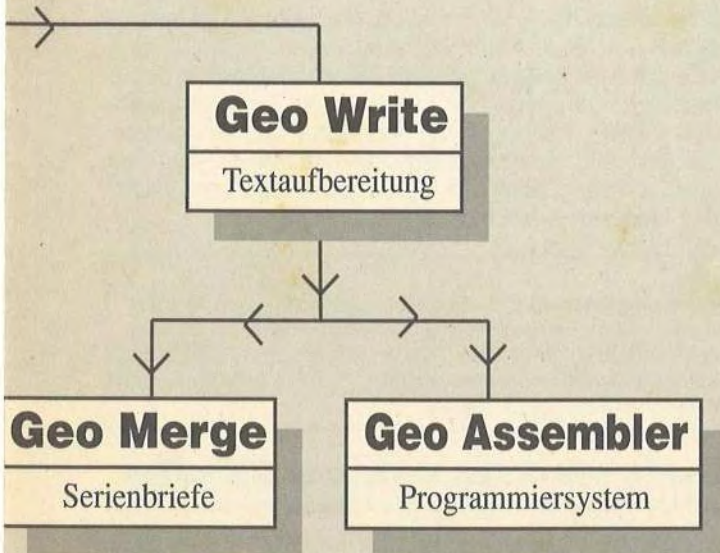 Geo Write
Textaufbereitung
Geo Merge
Serienbriefe
Geo Assembler
Programmiersystem